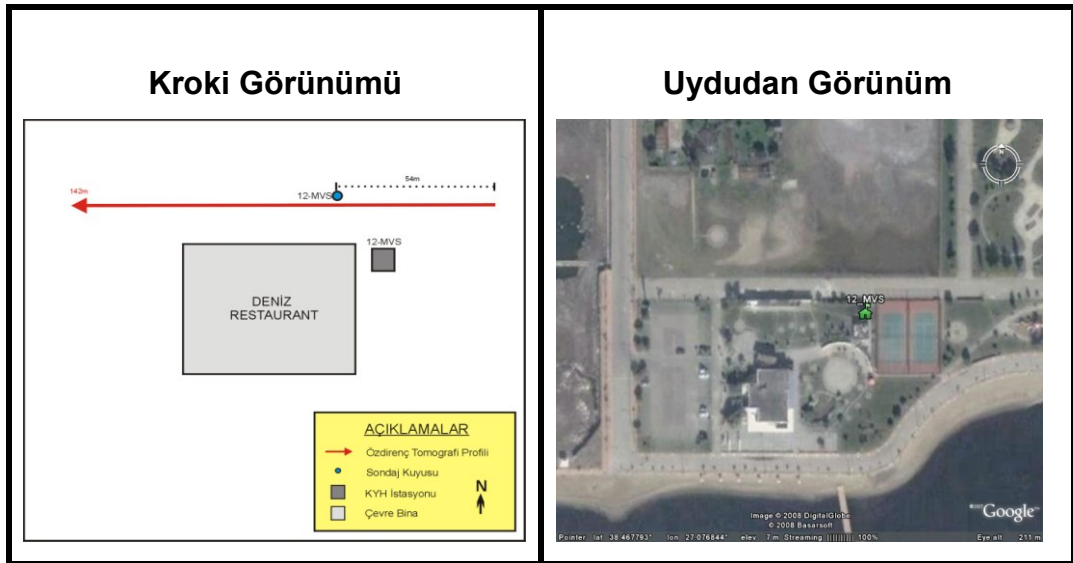 Kroki Görünümü
Uydudan Görünüm
142m
54m
12-MVS
12-MVS
DENİZ
RESTAURANT
AÇIKLAMALAR
Özdirenç Tomografi Profili
Sondaj Kuyusu
KYH İstasyonu
Çevre Bina
N
N
12_MVS
Image © 2008 DigitalGlobe
© 2008 Basarsoft
Google
Pointer lat 38.467793° lon 27.076844° elev 7 m Streaming |||||||||| 100% Eye alt 211 m